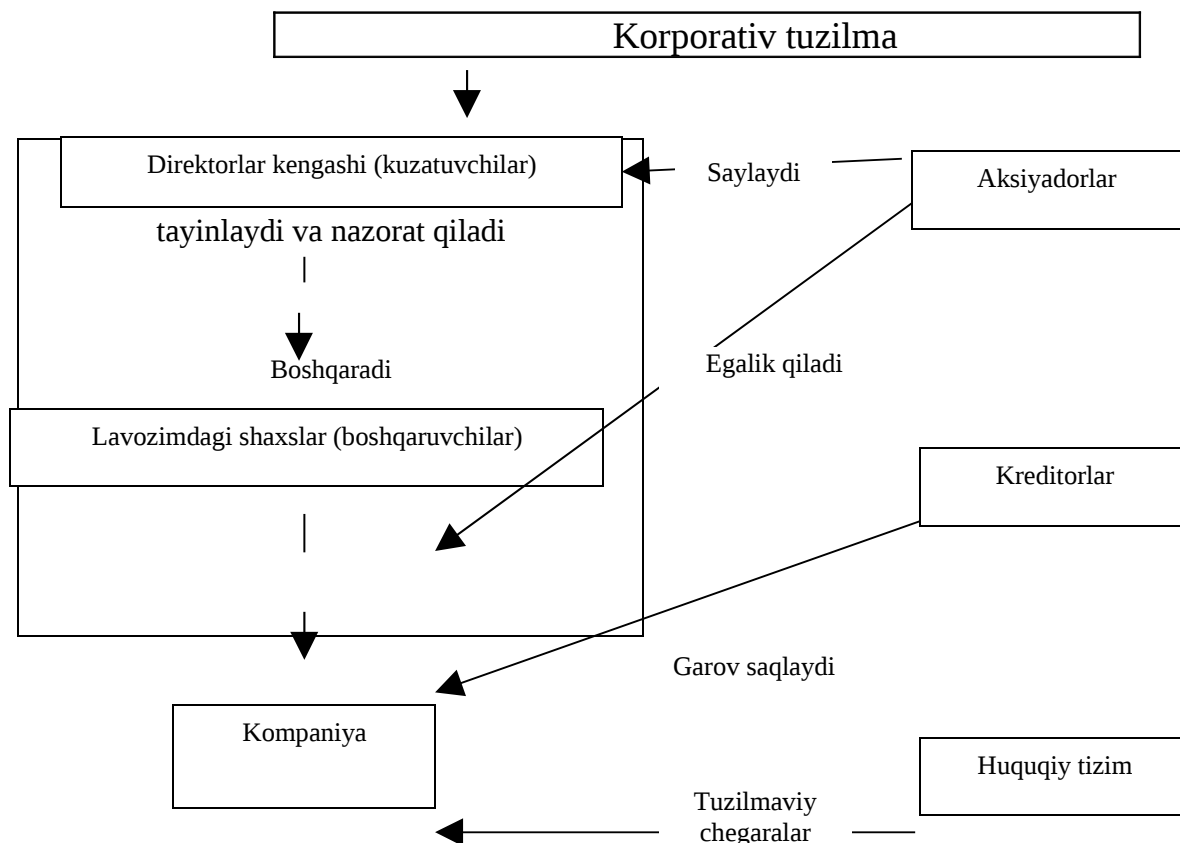 Korporativ tuzilma
Direktorlar kengashi (kuzatuvchilar)
Saylaydi
Aksiyadorlar
tayinlaydi va nazorat qiladi
Boshqaradi
Egalik qiladi
Lavozimdagi shaxslar (boshqaruvchilar)
Kreditorlar
Garov saqlaydi
Kompaniya
Huquqiy tizim
Tuzilmaviy
chegaralar